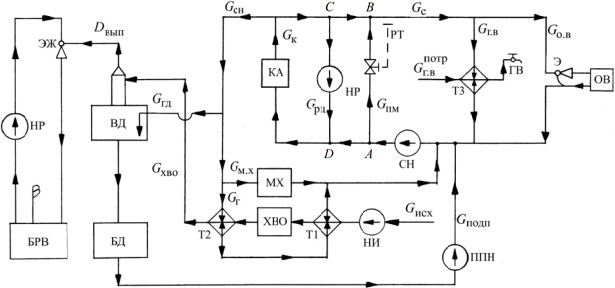 G_сн
C
B
G_с
D_вып
ЭЖ
G_к
РТ
G_т.в
G_о.в
Э
КА
НР
G_г.в^потр
ГВ
ОВ
G_гд
G_рд
G_пм
Т3
НР
ВД
D
A
СН
G_хво
G_м.х
МХ
G_г
G_исх
G_подп
Т2
ХВО
Т1
НИ
БРВ
БД
ППН